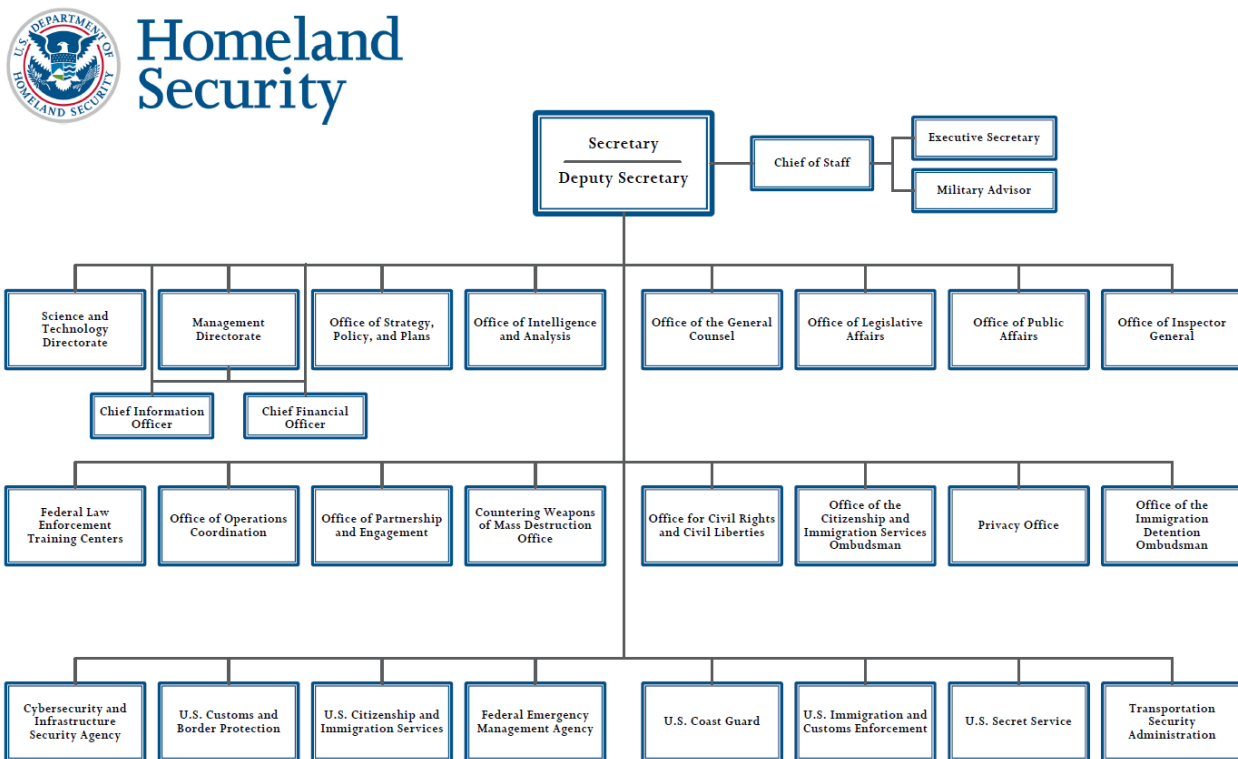 U.S. DEPARTMENT OF
HOMELAND SECURITY
Homeland
Security
Secretary
Deputy Secretary
Chief of Staff
Executive Secretary
Military Advisor
Science and
Technology
Directorate
Management
Directorate
Office of Strategy,
Policy, and Plans
Office of Intelligence
and Analysis
Office of the General
Counsel
Office of Legislative
Affairs
Office of Public
Affairs
Office of Inspector
General
Chief Information
Officer
Chief Financial
Officer
Federal Law
Enforcement
Training Centers
Office of Operations
Coordination
Office of Partnership
and Engagement
Countering Weapons
of Mass Destruction
Office
Office for Civil Rights
and Civil Liberties
Office of the
Citizenship and
Immigration Services
Ombudsman
Privacy Office
Office of the
Immigration
Detention
Ombudsman
Cybersecurity and
Infrastructure
Security Agency
U.S. Customs and
Border Protection
U.S. Citizenship and
Immigration Services
Federal Emergency
Management Agency
U.S. Coast Guard
U.S. Immigration and
Customs Enforcement
U.S. Secret Service
Transportation
Security
Administration